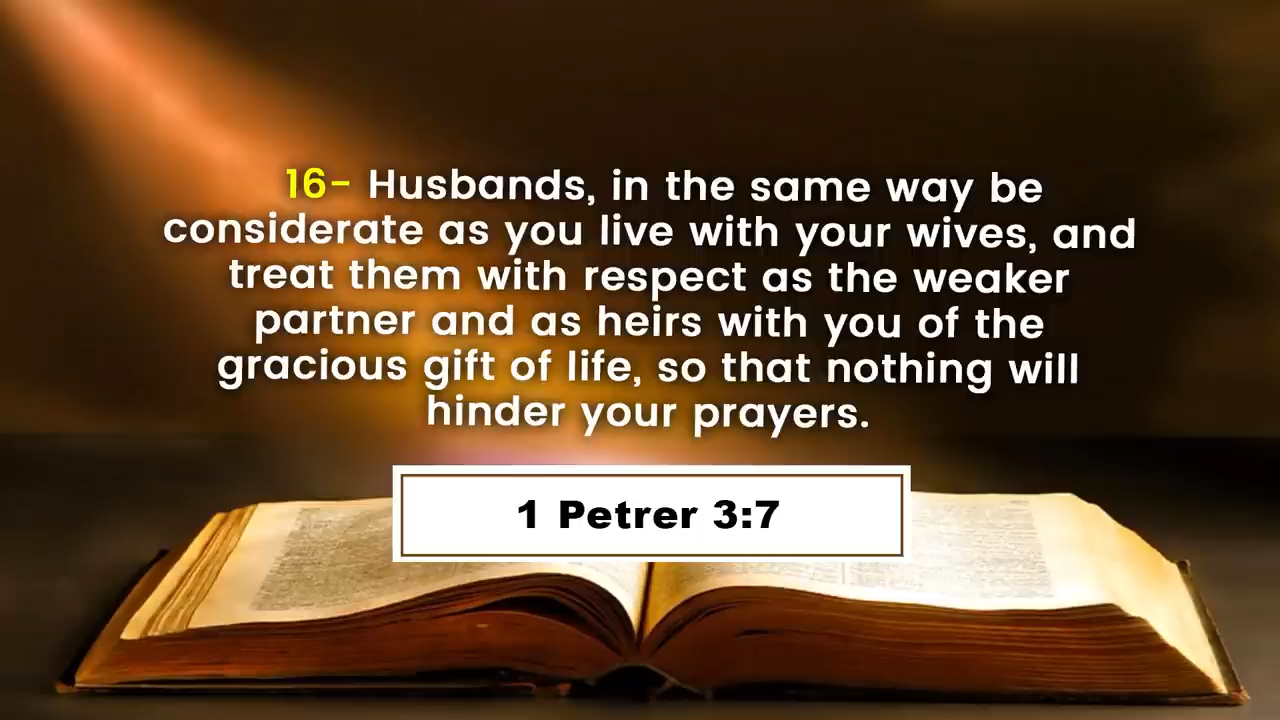 16- Husbands, in the same way be
considerate as you live with your wives, and
treat them with respect as the weaker
partner and as heirs with you of the
gracious gift of life, so that nothing will
hinder your prayers.
1 Petrer 3:7